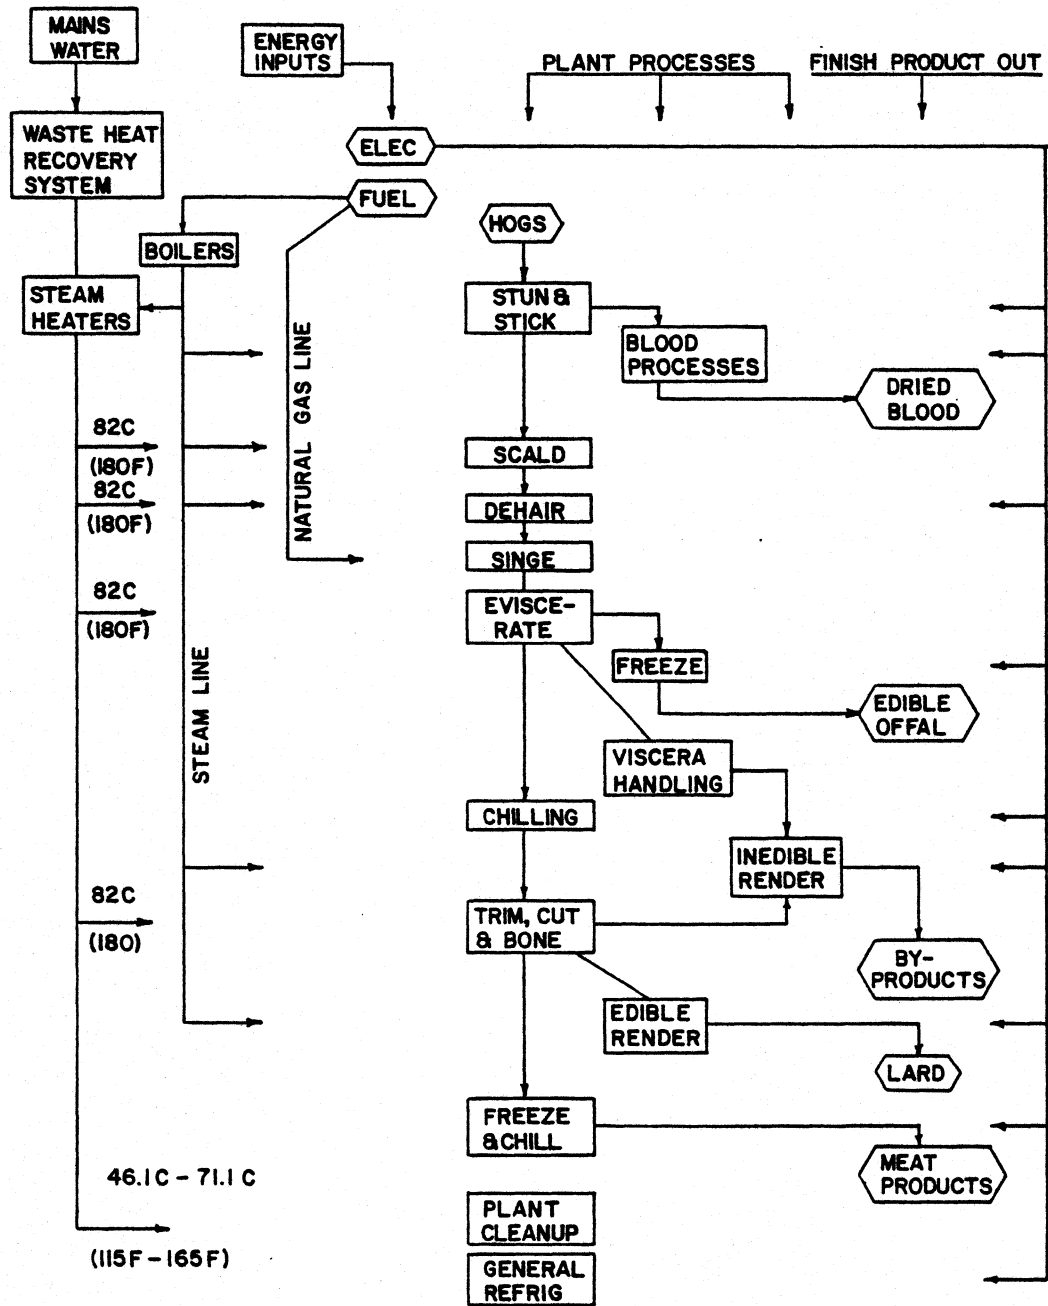 MAINS
WATER
ENERGY
INPUTS
PLANT PROCESSES
FINISH PRODUCT OUT
WASTE HEAT
RECOVERY
SYSTEM
ELEC
FUEL
HOGS
BOILERS
STEAM
HEATERS
STUN &
STICK
BLOOD
PROCESSES
DRIED
BLOOD
NATURAL GAS LINE
82C
(180F)
82C
(180F)
SCALD
DEHAIR
SINGE
82C
(180F)
EVISCE-
RATE
FREEZE
EDIBLE
OFFAL
STEAM LINE
VISCERA
HANDLING
CHILLING
INEDIBLE
RENDER
82C
(180)
TRIM, CUT
& BONE
BY-
PRODUCTS
EDIBLE
RENDER
LARD
FREEZE
& CHILL
MEAT
PRODUCTS
46.1C - 71.1C
(115F - 165F)
PLANT
CLEANUP
GENERAL
REFRIG